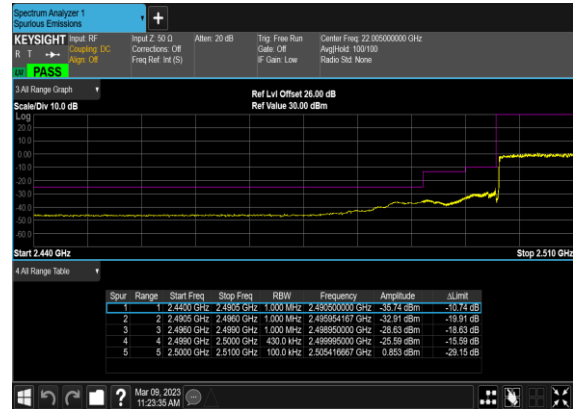 Spectrum Analyzer 1
Spurious Emissions
+
KEYSIGHT Input: RF Input Z: 50 Ω Atten: 20 dB Trig: Free Run Center Freq: 22.005000000 GHz
R T Coupling: DC Corrections: Off Gate: Off Avg|Hold: 100/100
Align: Off Freq Ref: Int (S) IF Gain: Low Radio Std: None
PASS
3 All Range Graph
Ref Lvl Offset 26.00 dB
Scale/Div 10.0 dB Ref Value 30.00 dBm
Log
20.0
10.0
0.00
-10.0
-20.0
-30.0
-40.0
-50.0
-60.0
Start 2.440 GHz Stop 2.510 GHz
4 All Range Table
Spur Range Start Freq Stop Freq RBW Frequency Amplitude ΔLimit
1 1 2.4400 GHz 2.4905 GHz 1.000 MHz 2.490500000 GHz -35.74 dBm -10.74 dB
2 2 2.4905 GHz 2.4960 GHz 1.000 MHz 2.495954167 GHz -32.91 dBm -19.91 dB
3 3 2.4960 GHz 2.4990 GHz 1.000 MHz 2.498950000 GHz -28.63 dBm -18.63 dB
4 4 2.4990 GHz 2.5000 GHz 430.0 kHz 2.499995000 GHz -25.59 dBm -15.59 dB
5 5 2.5000 GHz 2.5100 GHz 100.0 kHz 2.505416667 GHz 0.853 dBm -29.15 dB
?
Mar 09, 2023
11:23:35 AM